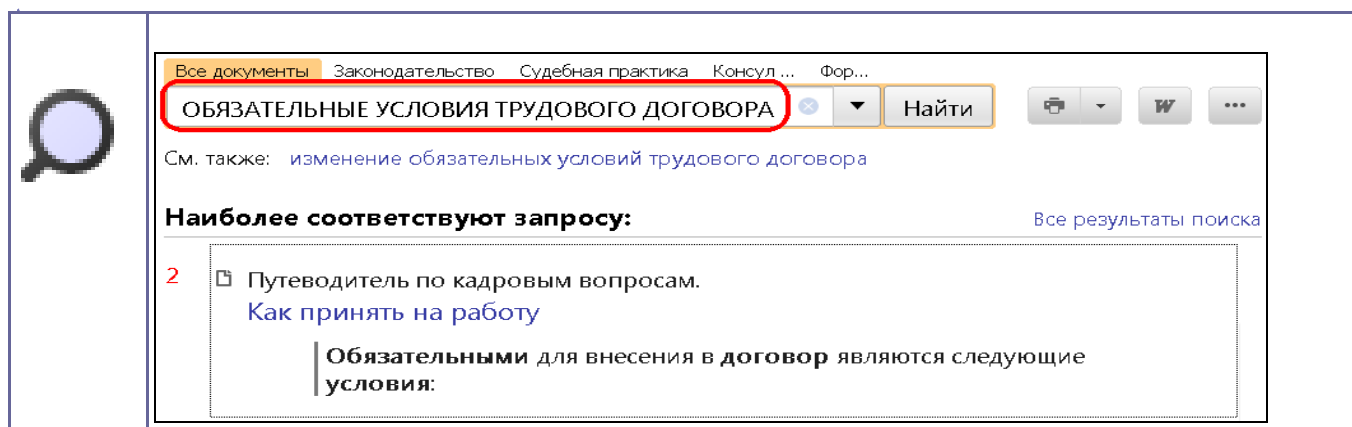 Все документы Законодательство Судебная практика Консул ... Фор...
ОБЯЗАТЕЛЬНЫЕ УСЛОВИЯ ТРУДОВОГО ДОГОВОРА Найти W ...
См. также: изменение обязательных условий трудового договора
Наиболее соответствуют запросу: Все результаты поиска
2 Путеводитель по кадровым вопросам.
Как принять на работу
Обязательными для внесения в договор являются следующие
условия: